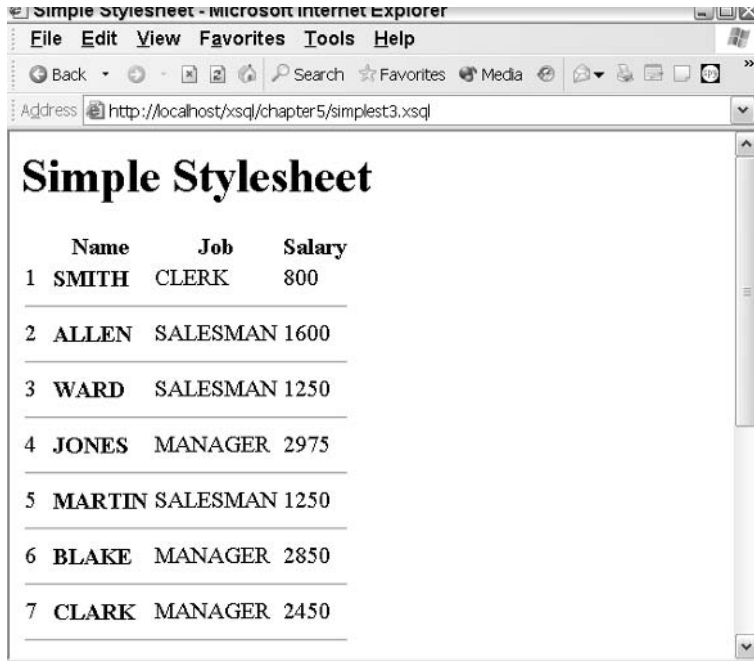 Simple Stylesheet - Microsoft Internet Explorer
File Edit View Favorites Tools Help
Back Search Favorites Media
Address http://localhost/xsql/chapter5/simplest3.xsql
Simple Stylesheet
Name Job Salary
1 SMITH CLERK 800
2 ALLEN SALESMAN 1600
3 WARD SALESMAN 1250
4 JONES MANAGER 2975
5 MARTIN SALESMAN 1250
6 BLAKE MANAGER 2850
7 CLARK MANAGER 2450